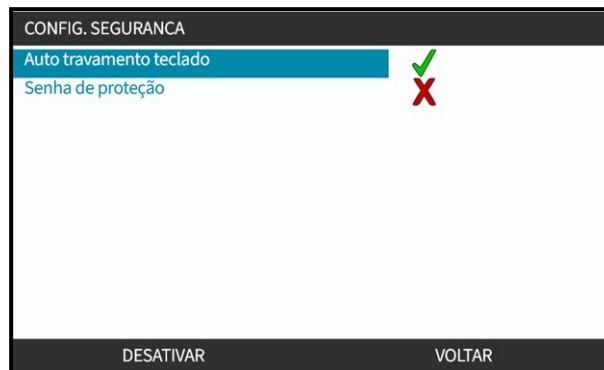 CONFIG. SEGURANCA
Auto travamento teclado
Senha de proteção
DESATIVAR VOLTAR